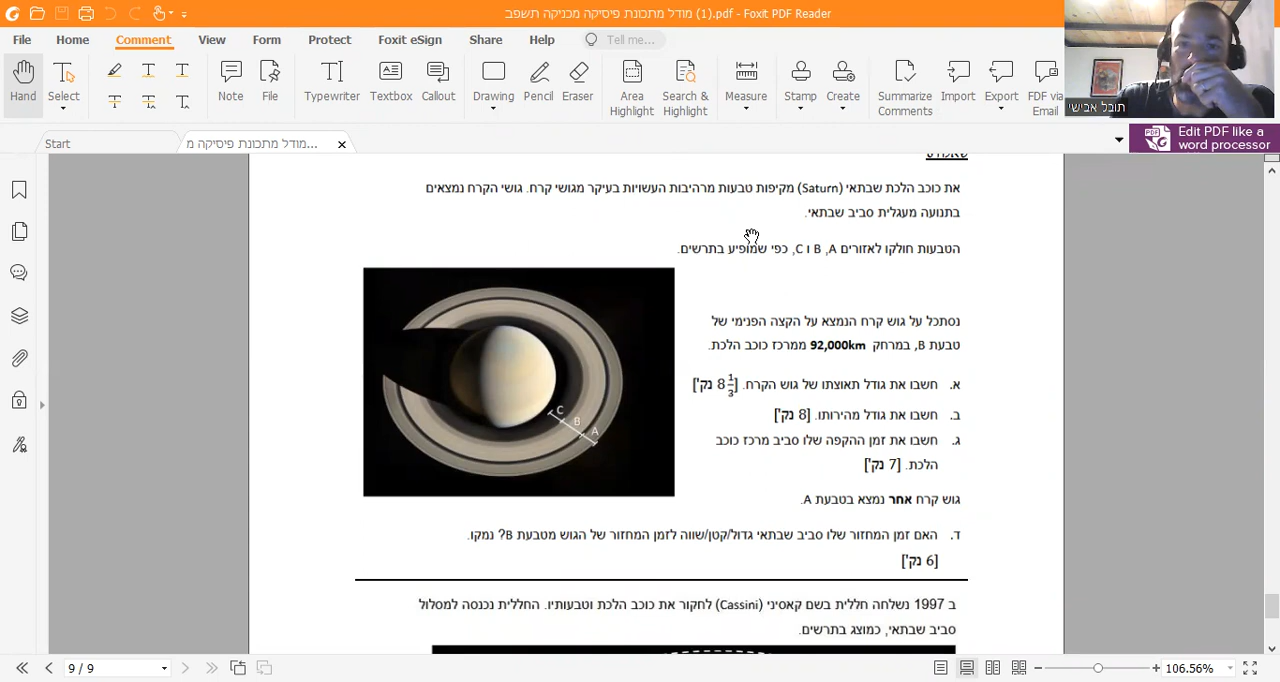 מודל מתכונת פיסיקה מכניקה תשפב (1).pdf - Foxit PDF Reader
File Home Comment View Form Protect Foxit eSign Share Help Tell me...
Hand Select Note File Typewriter Textbox Callout Drawing Pencil Eraser Area Highlight Search & Highlight Measure Stamp Create Summarize Comments Import Export FDF via Email
תובל אבישי
Start
מודל מתכונת פיסיקה מ...
Edit PDF like a
word processor
את כוכב הלכת שבתאי (Saturn) מקיפות טבעות מרהיבות העשויות בעיקר מגושי קרח. גושי הקרח נמצאים
בתנועה מעגלית סביב שבתאי.
הטבעות חולקו לאזורים A, B ו C, כפי שמופיע בתרשים.
נסתכל על גוש קרח הנמצא על הקצה הפנימי של
טבעת B, במרחק 92,000km ממרכז כוכב הלכת.
א. חשבו את גודל תאוצתו של גוש הקרח. [8 1/3 נק']
ב. חשבו את גודל מהירותו. [8 נק']
ג. חשבו את זמן ההקפה שלו סביב מרכז כוכב
הלכת. [7 נק']
C
B
A
גוש קרח אחר נמצא בטבעת A.
ד. האם זמן המחזור שלו סביב שבתאי גדול/קטן/שווה לזמן המחזור של הגוש מטבעת B? נמקו.
[6 נק']
ב 1997 נשלחה חללית בשם קאסיני (Cassini) לחקור את כוכב הלכת וטבעותיו. החללית נכנסה למסלול
סביב שבתאי, כמוצג בתרשים.
9 / 9
106.56%